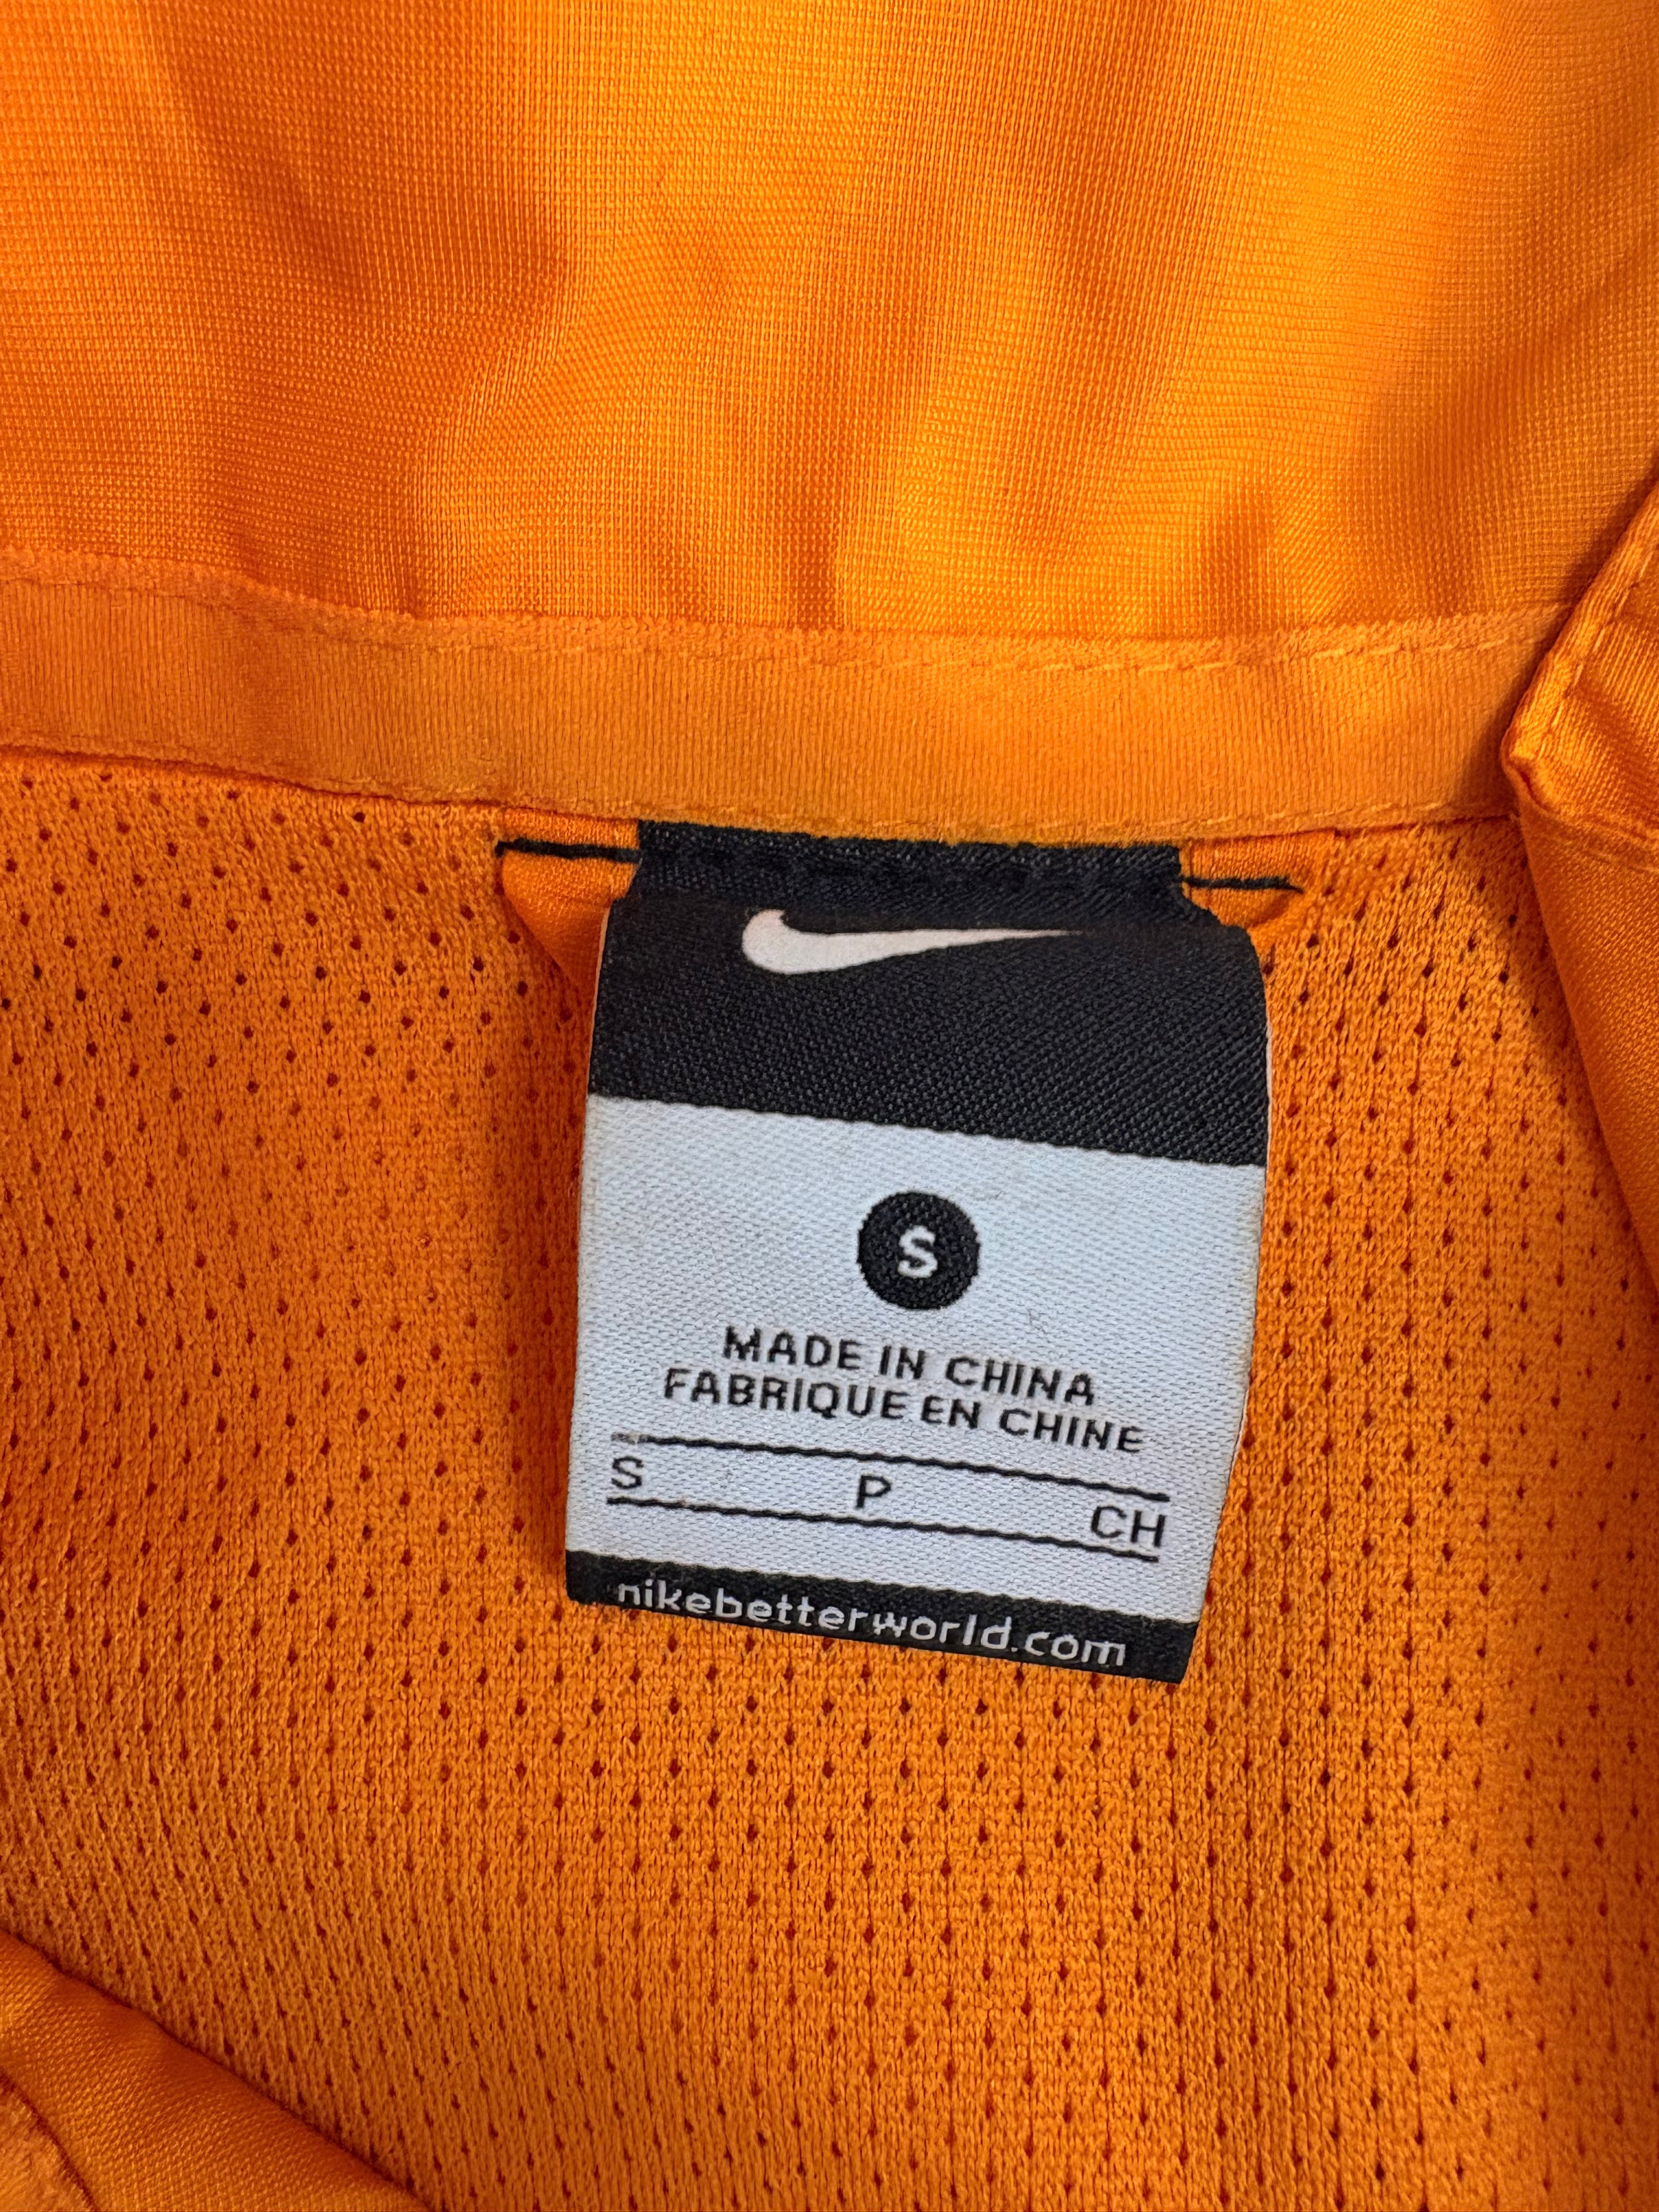 S
MADE IN CHINA
FABRIQUE EN CHINE
S P CH
nikebetterworld.com